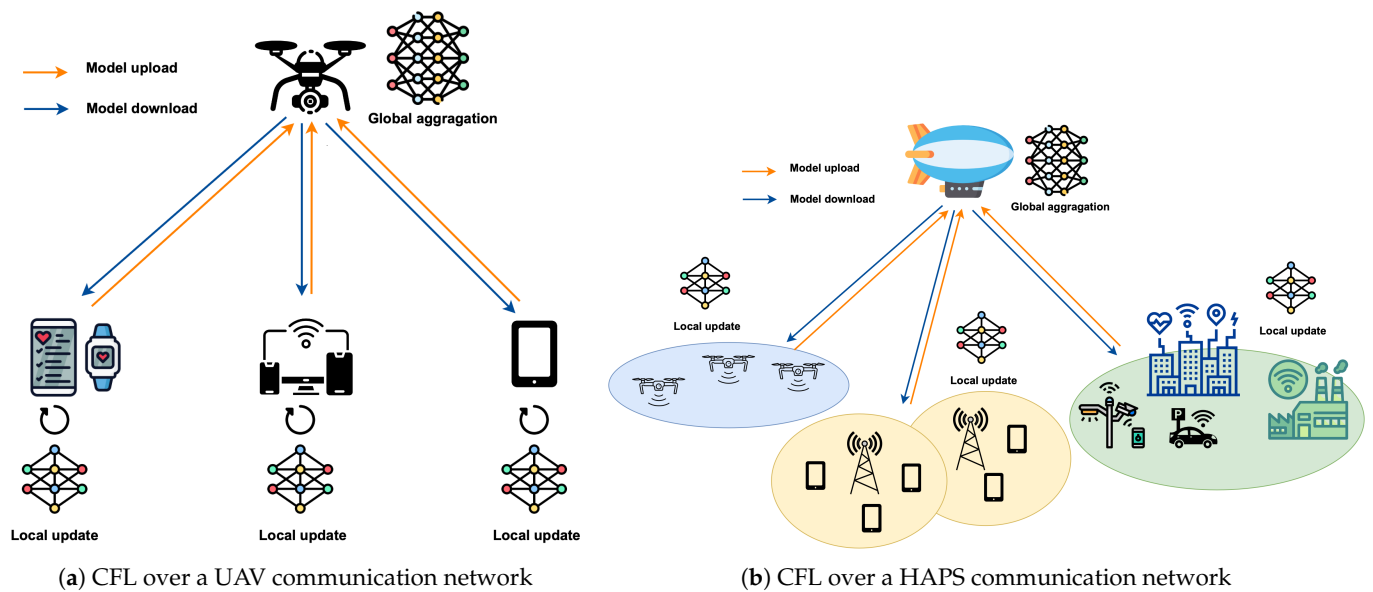 Model upload
Model download
Global aggragation
Local update
Local update
Local update
(a) CFL over a UAV communication network
Model upload
Model download
Global aggragation
Local update
Local update
Local update
P
(b) CFL over a HAPS communication network